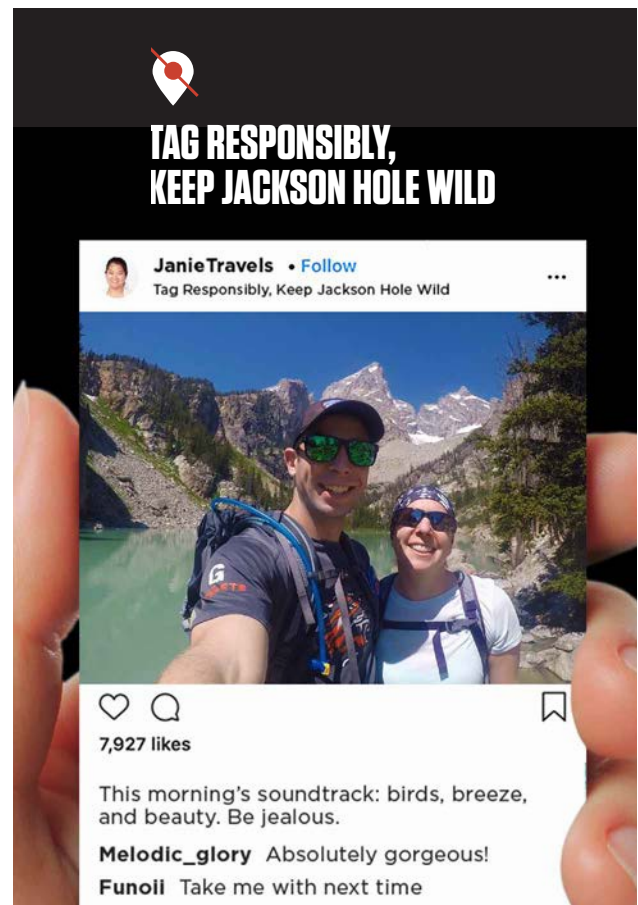 TAG RESPONSIBLY,
KEEP JACKSON HOLE WILD
JanieTravels • Follow
Tag Responsibly, Keep Jackson Hole Wild
G
7,927 likes
This morning’s soundtrack: birds, breeze,
and beauty. Be jealous.
Melodic_glory Absolutely gorgeous!
Funoii Take me with next time